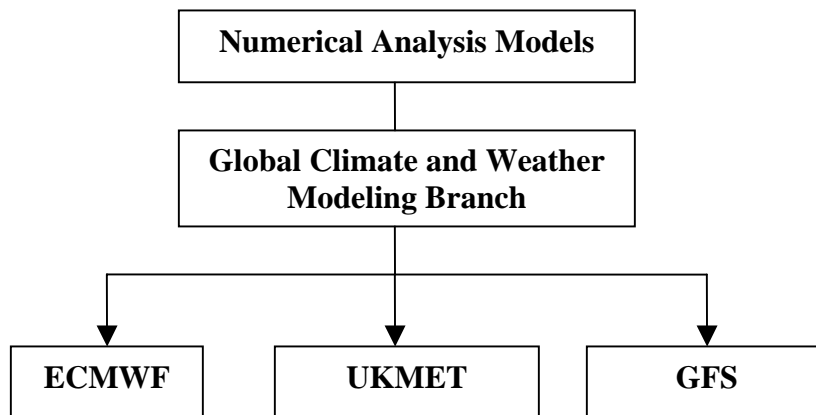 Numerical Analysis Models
Global Climate and Weather
Modeling Branch
ECMWF
UKMET
GFS